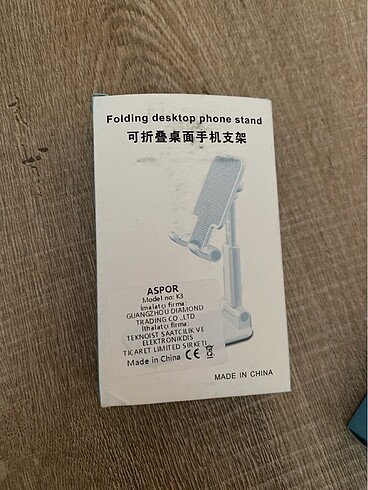 Folding desktop phone stand
可折叠桌面手机支架
ASPOR
Model no: K3
İmalatçı firma:
GUANGZHOU DIAMOND
TRADING CO .,LTD
İthalatçı firma:
TEKNOIST SAATCILIK VE
ELEKTRONIKDIS
TICARET LIMITED SIRKETI
Made in China CE
MADE IN CHINA